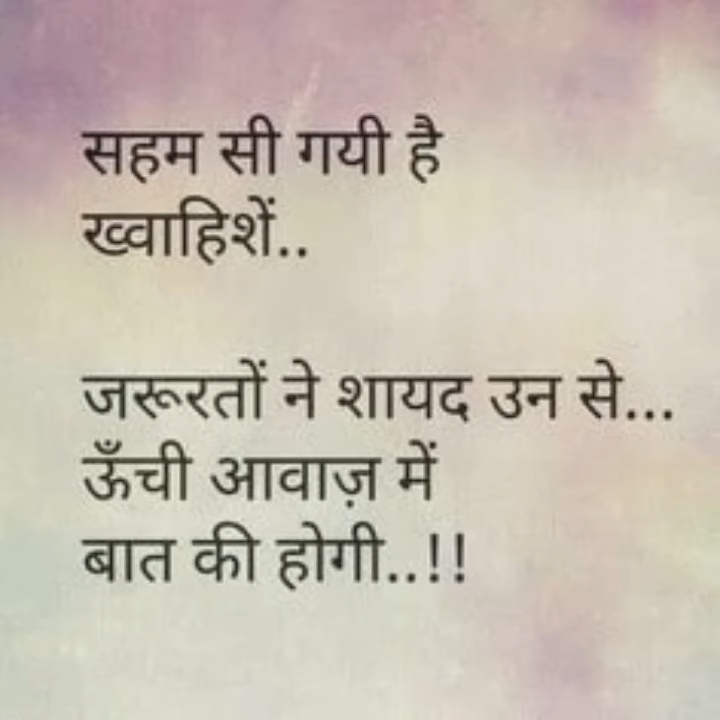 सहम सी गयी है
ख्वाहिशें..
जरूरतों ने शायद उन से...
ऊँची आवाज़ में
बात की होगी..!!